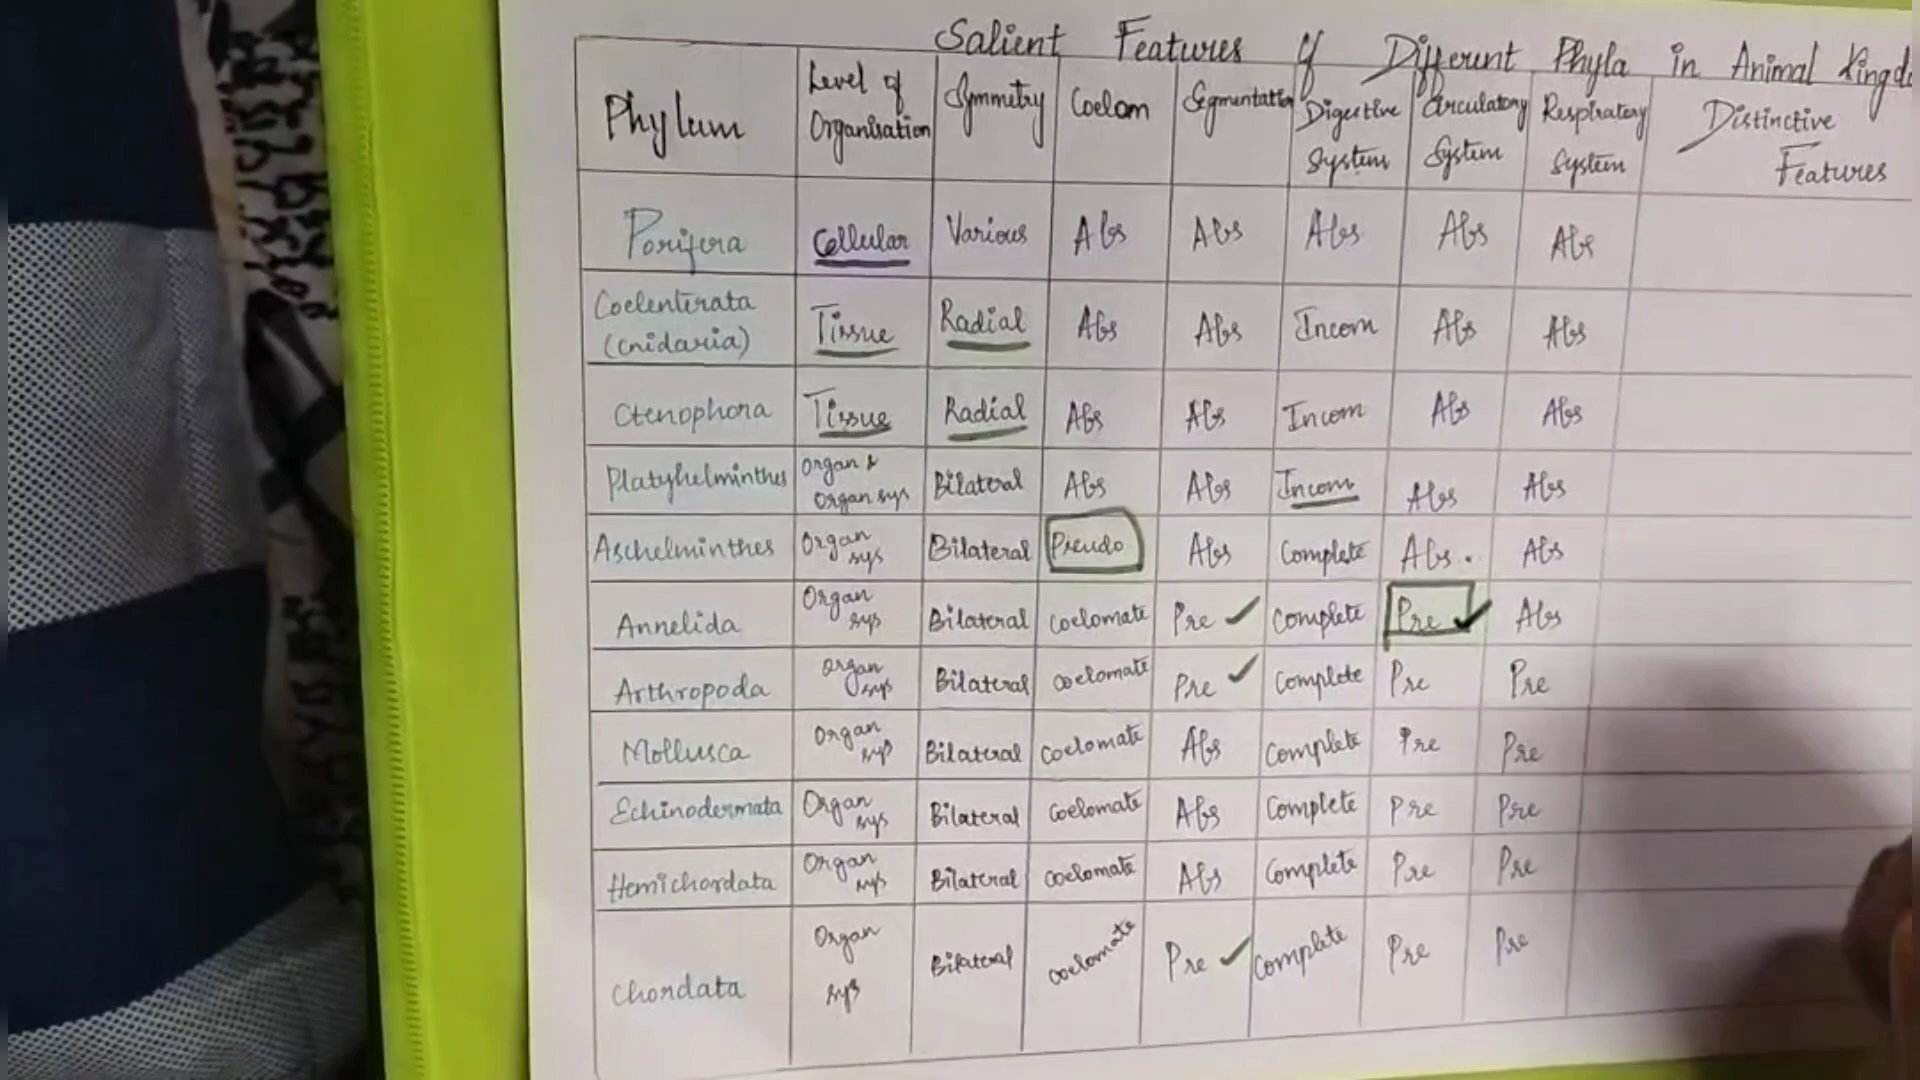 Salient Features of Different Phyla in Animal Kingd
Phylum Level of Organisation Symmetry Coelom Segmentation Digestive System Circulatory System Respiratory System Distinctive Features
Porifera Cellular Various Abs Abs Abs Abs Abs
Coelenterata (cnidaria) Tissue Radial Abs Abs Incom Abs Abs
Ctenophora Tissue Radial Abs Abs Incom Abs Abs
Platyhelminthes Organ & Organ sys Bilateral Abs Abs Incom Abs Abs
Aschelminthes Organ sys Bilateral Pseudo Abs Complete Abs. Abs
Annelida Organ sys Bilateral coelomate Pre ✓ Complete Pre ✓ Abs
Arthropoda organ sys Bilateral coelomate Pre ✓ Complete Pre Pre
Mollusca Organ sys Bilateral coelomate Abs Complete Pre Pre
Echinodermata Organ sys Bilateral Coelomate Abs Complete Pre Pre
Hemichordata Organ sys Bilateral coelomate Abs Complete Pre Pre
Chordata Organ sys Bilateral coelomate Pre ✓ Complete Pre Pre